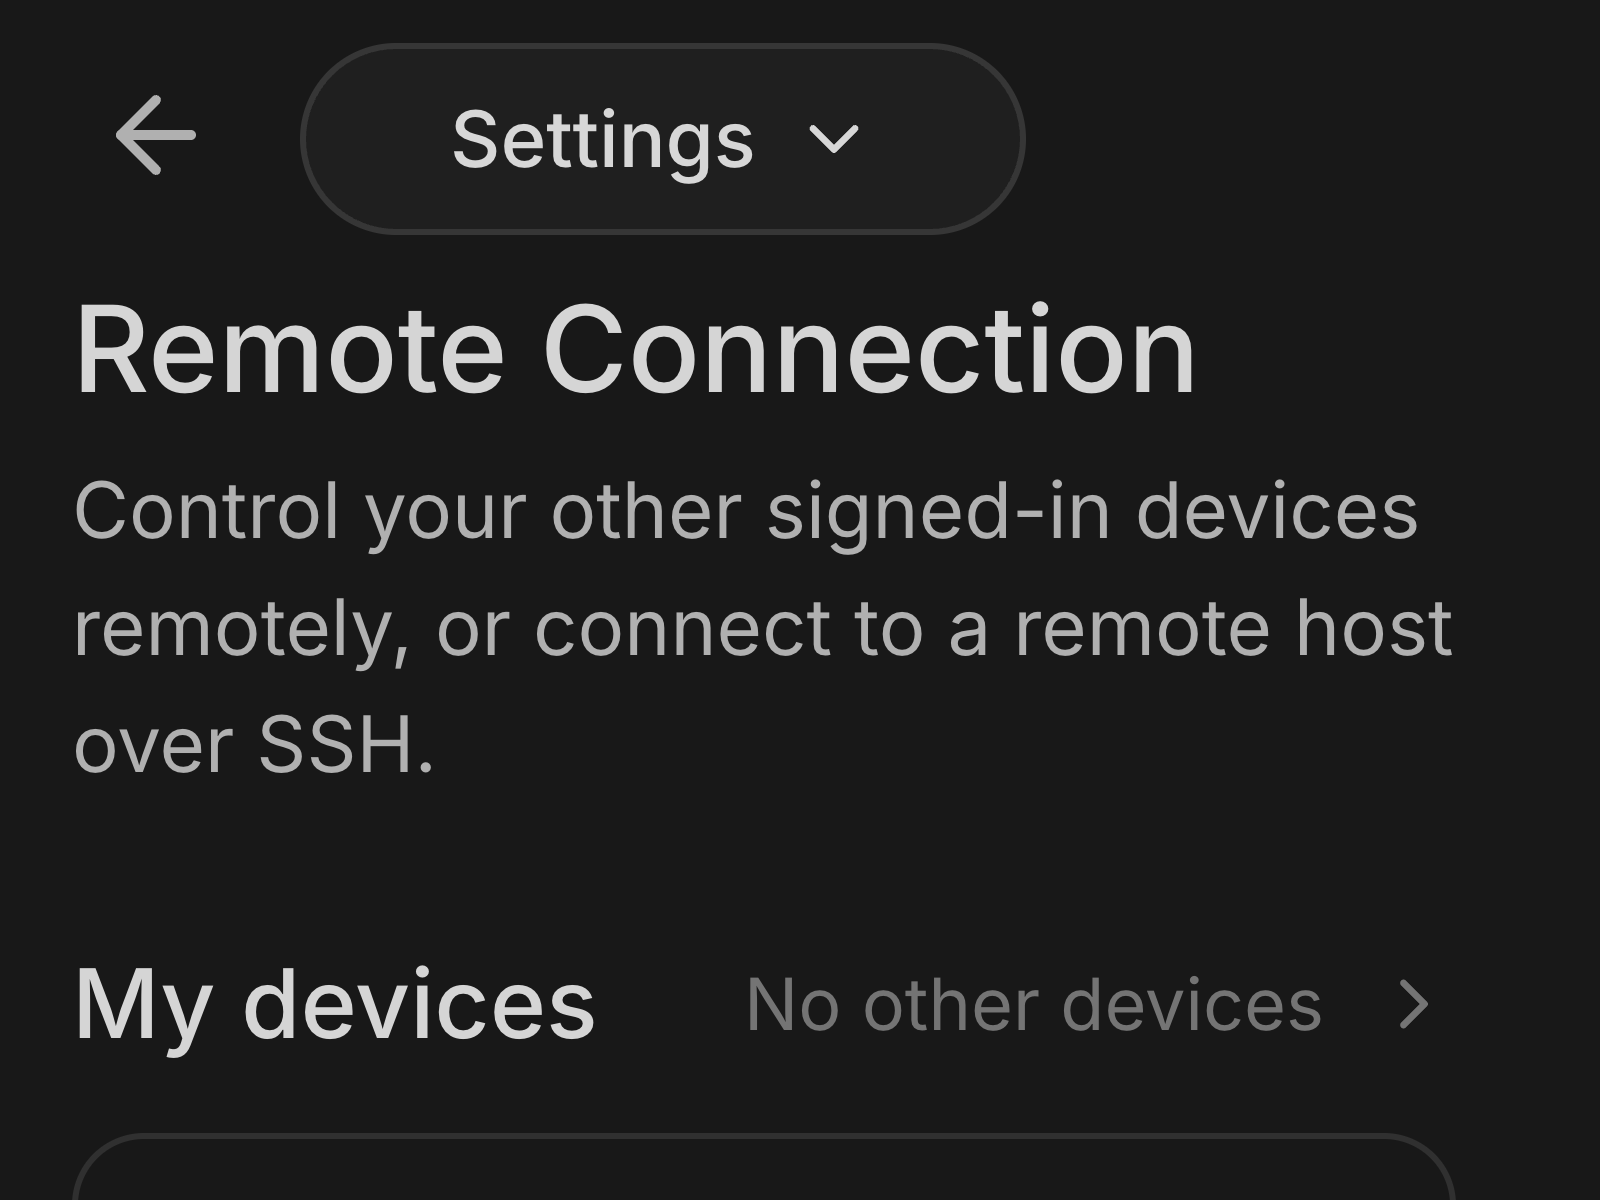 Settings
Remote Connection
Control your other signed-in devices
remotely, or connect to a remote host
over SSH.
My devices
No other devices